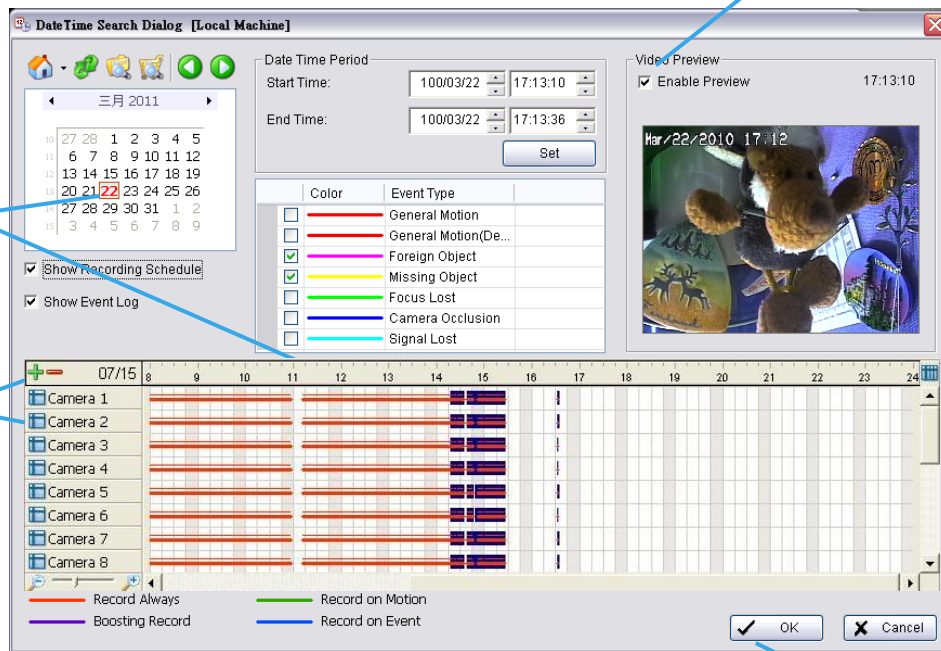 DateTime Search Dialog [Local Machine]
三月 2011
10 27 28 1 2 3 4 5
11 6 7 8 9 10 11 12
12 13 14 15 16 17 18 19
13 20 21 22 23 24 25 26
14 27 28 29 30 31 1 2
15 3 4 5 6 7 8 9
Show Recording Schedule
Show Event Log
Date Time Period
Start Time: 100/03/22 17:13:10
End Time: 100/03/22 17:13:36
Set
Color Event Type
General Motion
General Motion(De...
Foreign Object
Missing Object
Focus Lost
Camera Occlusion
Signal Lost
Video Preview
Enable Preview 17:13:10
Mar/22/2010 17:12
07/15 8 9 10 11 12 13 14 15 16 17 18 19 20 21 22 23 24
Camera 1
Camera 2
Camera 3
Camera 4
Camera 5
Camera 6
Camera 7
Camera 8
Record Always Record on Motion
Boosting Record Record on Event
OK Cancel